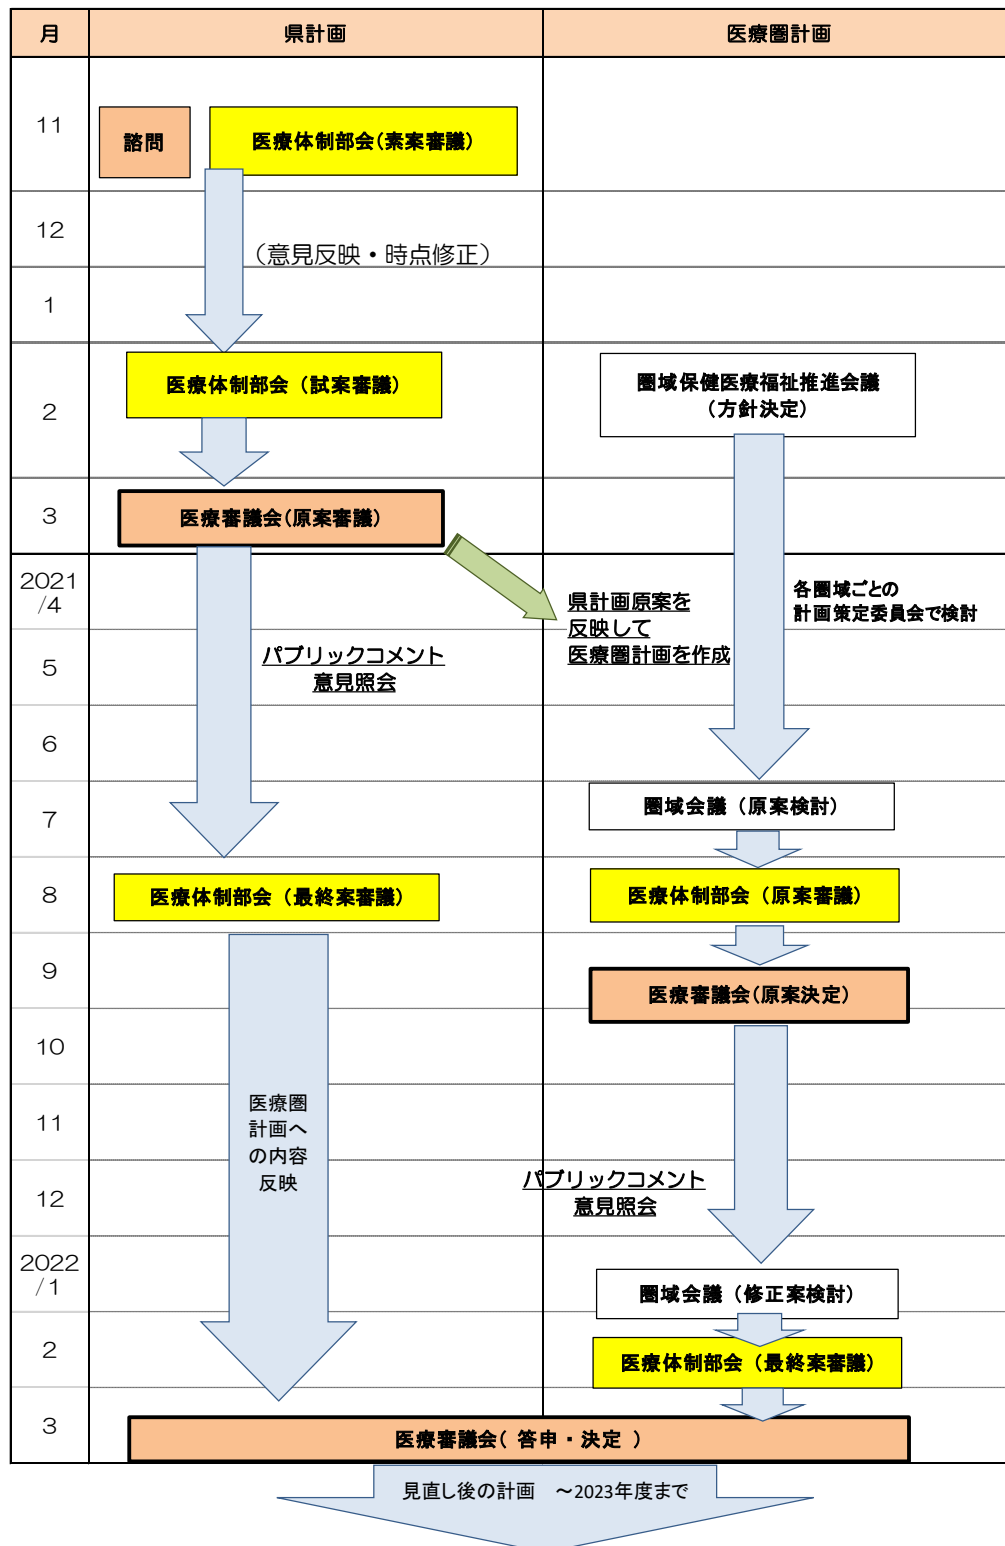 月
県計画
医療圏計画
11
諮問
医療体制部会(素案審議)
12
（意見反映・時点修正）
1
2
医療体制部会（試案審議）
圏域保健医療福祉推進会議
（方針決定）
3
医療審議会(原案審議)
2021
/4
県計画原案を
反映して
医療圏計画を作成
各圏域ごとの
計画策定委員会で検討
5
パブリックコメント
意見照会
6
7
圏域会議（原案検討）
8
医療体制部会（最終案審議）
医療体制部会（原案審議）
9
医療審議会(原案決定)
10
11
医療圏
計画へ
の内容
反映
12
パブリックコメント
意見照会
2022
/1
圏域会議（修正案検討）
2
医療体制部会（最終案審議）
3
医療審議会( 答申・決定 )
見直し後の計画　～2023年度まで